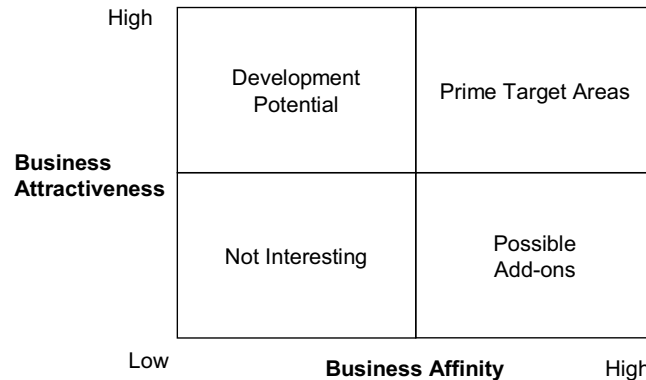 High
Development
Potential
Prime Target Areas
Business
Attractiveness
Not Interesting
Possible
Add-ons
Low
Business Affinity
High